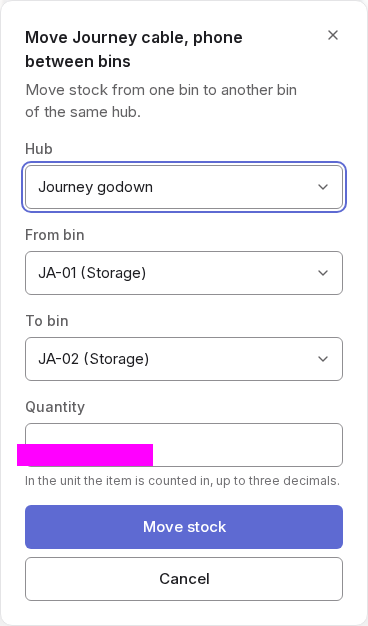 Move Journey cable, phone
between bins
Move stock from one bin to another bin
of the same hub.
Hub
Journey godown
From bin
JA-01 (Storage)
To bin
JA-02 (Storage)
Quantity
In the unit the item is counted in, up to three decimals.
Move stock
Cancel